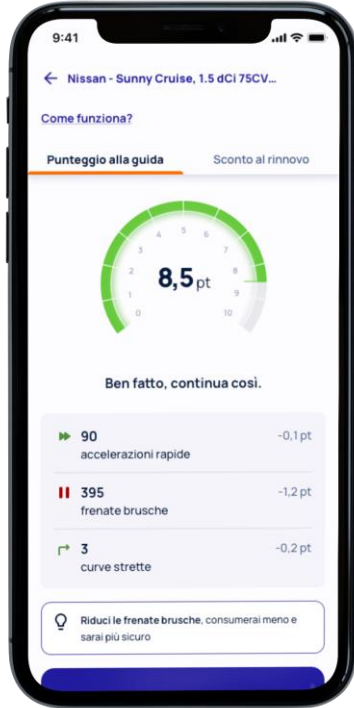 9:41
← Nissan - Sunny Cruise, 1.5 dCi 75CV...
Come funziona?
Punteggio alla guida Sconto al rinnovo
0 1 2 3 4 5 6 7 8 9 10
8,5 pt
Ben fatto, continua così.
90 -0,1 pt
accelerazioni rapide
395 -1,2 pt
frenate brusche
3 -0,2 pt
curve strette
Riduci le frenate brusche, consumerai meno e
sarai più sicuro